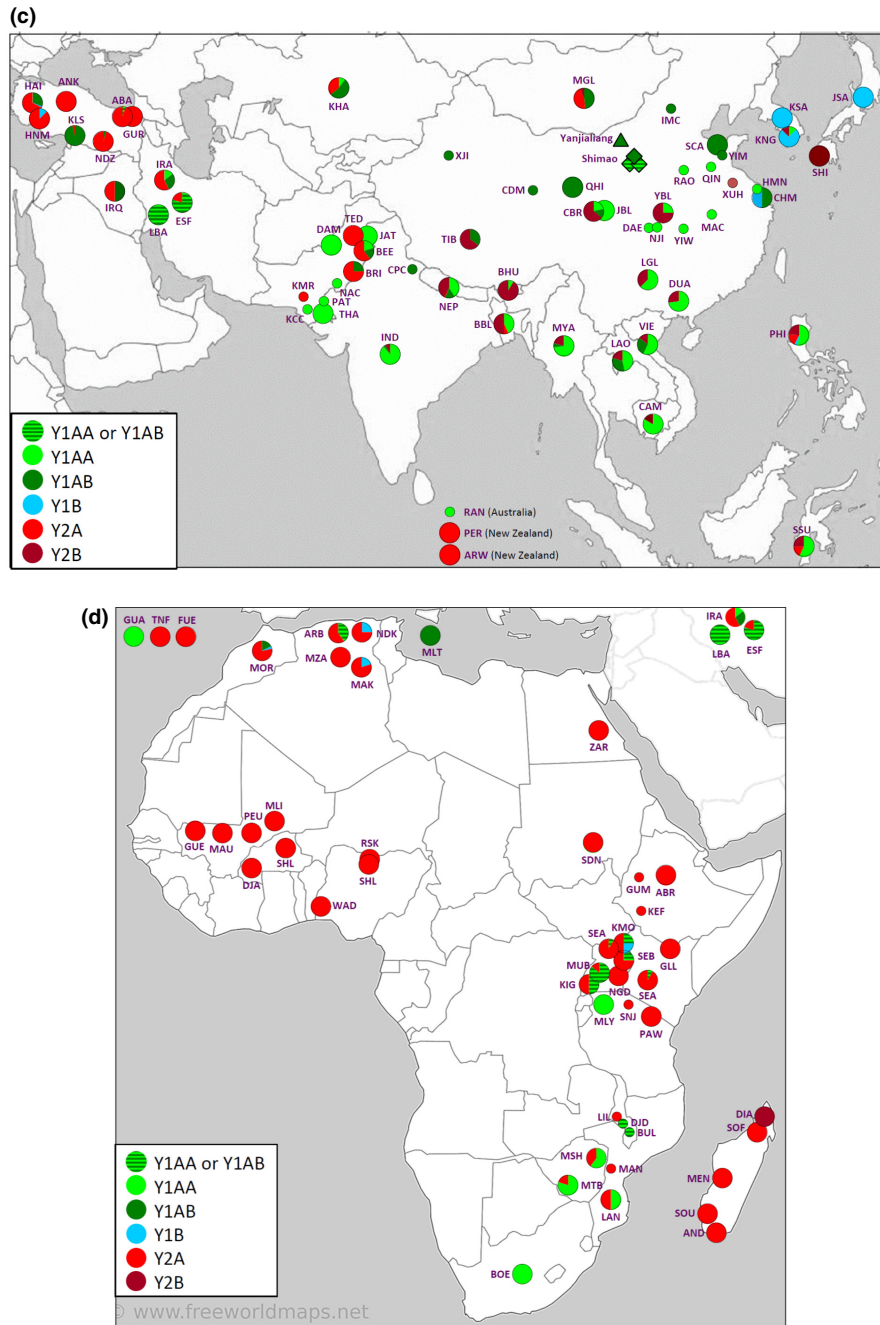 (c)
HAI
ANK
ABA
MGL
JSA
KLS
KHA
IMC
KSA
HNM
GUR
Yanjialiang
SCA
KNG
NDZ
IRA
XJI
Shimao
YIM
SHI
RAO
QIN
HMN
IRQ
ESF
CDM
QHI
XUH
CHM
LBA
TED
CBR
JBL
YBL
DAM
JAT
TIB
DAE
NJI
YIW
MAC
BEE
BRI
CPC
BHU
LGL
KMR
NAC
DUA
PAT
NEP
KCC
THA
BBL
MYA
VIE
PHI
IND
LAO
CAM
Y1AA or Y1AB
Y1AA
Y1AB
Y1B
Y2A
Y2B
RAN (Australia)
PER (New Zealand)
ARW (New Zealand)
SSU
(d)
GUA TNF FUE
ARB
NDK
MLT
IRA
LBA
ESF
MOR
MZA
MAK
ZAR
MLI
PEU
GUE
MAU
SHL
RSK
SHL
DJA
WAD
SDN
GUM
ABR
KEF
KMO
SEA
SEB
GLL
MUB
KIG
NGD
SEA
MLY
SNJ
PAW
LIL
DJD
BUL
DIA
SOF
MSH
MAN
MEN
MTB
LAN
SOU
AND
BOE
Y1AA or Y1AB
Y1AA
Y1AB
Y1B
Y2A
Y2B
© www.freeworldmaps.net